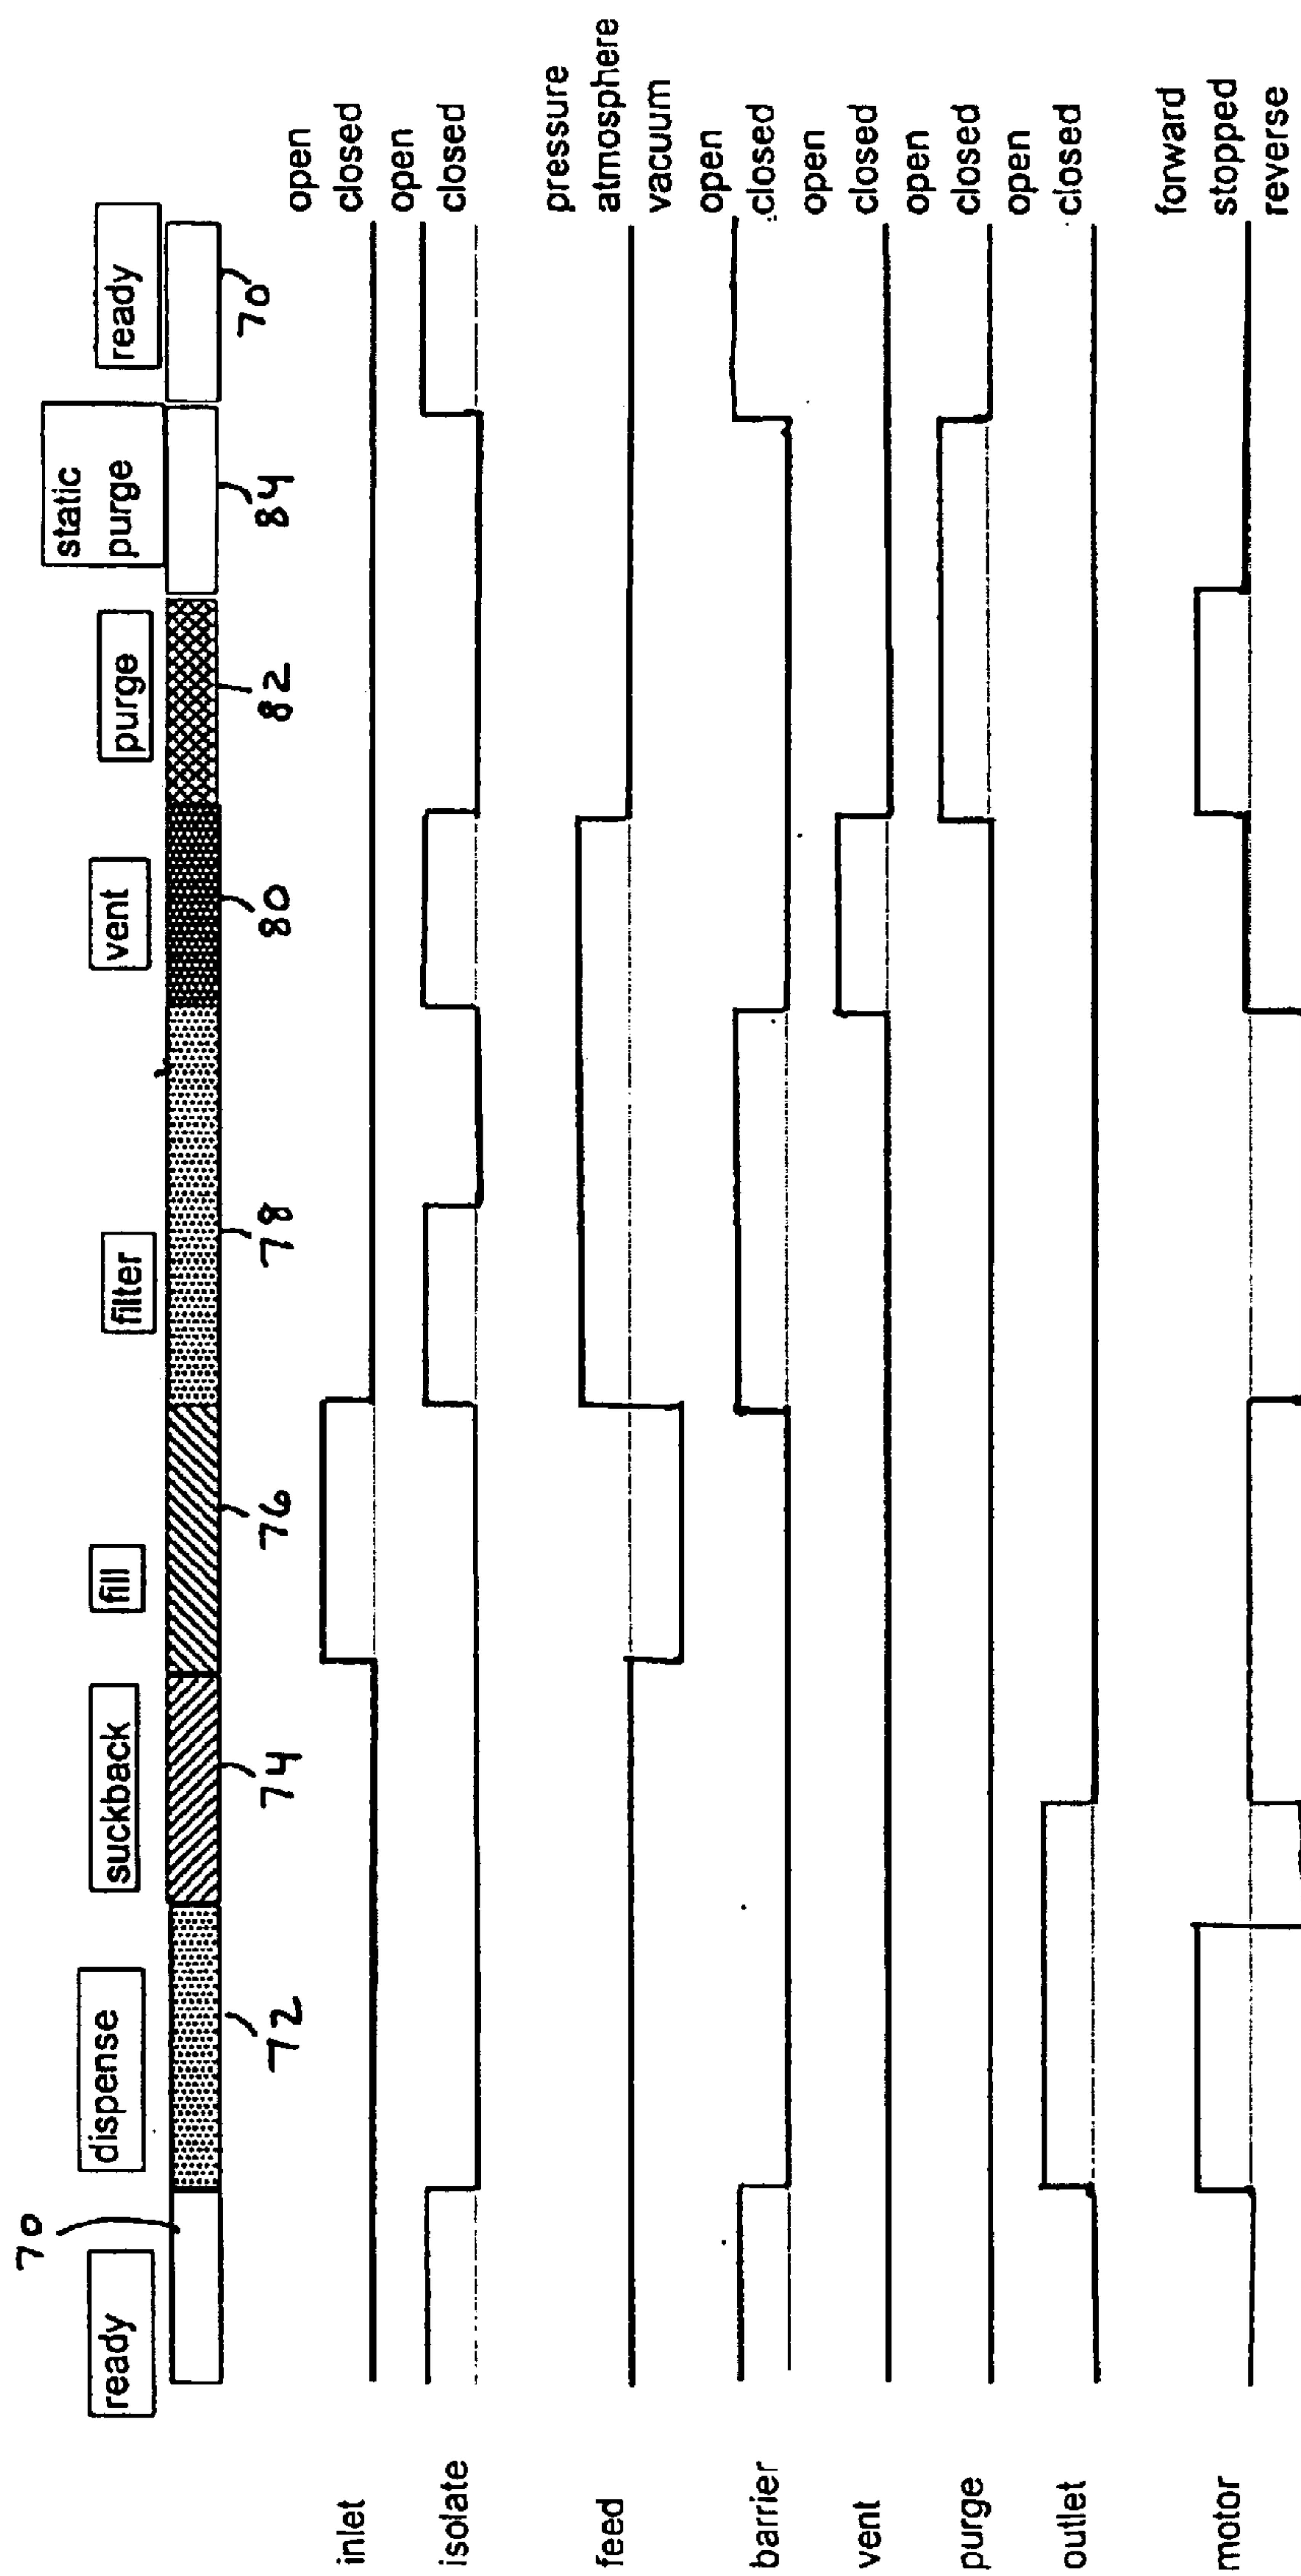 70
ready
dispense
suckback
fill
filter
vent
purge
static
purge
ready
72
74
76
78
80
82
84
70
inlet
open
closed
isolate
open
closed
feed
pressure
atmosphere
vacuum
barrier
open
closed
vent
open
closed
purge
open
closed
outlet
open
closed
motor
forward
stopped
reverse